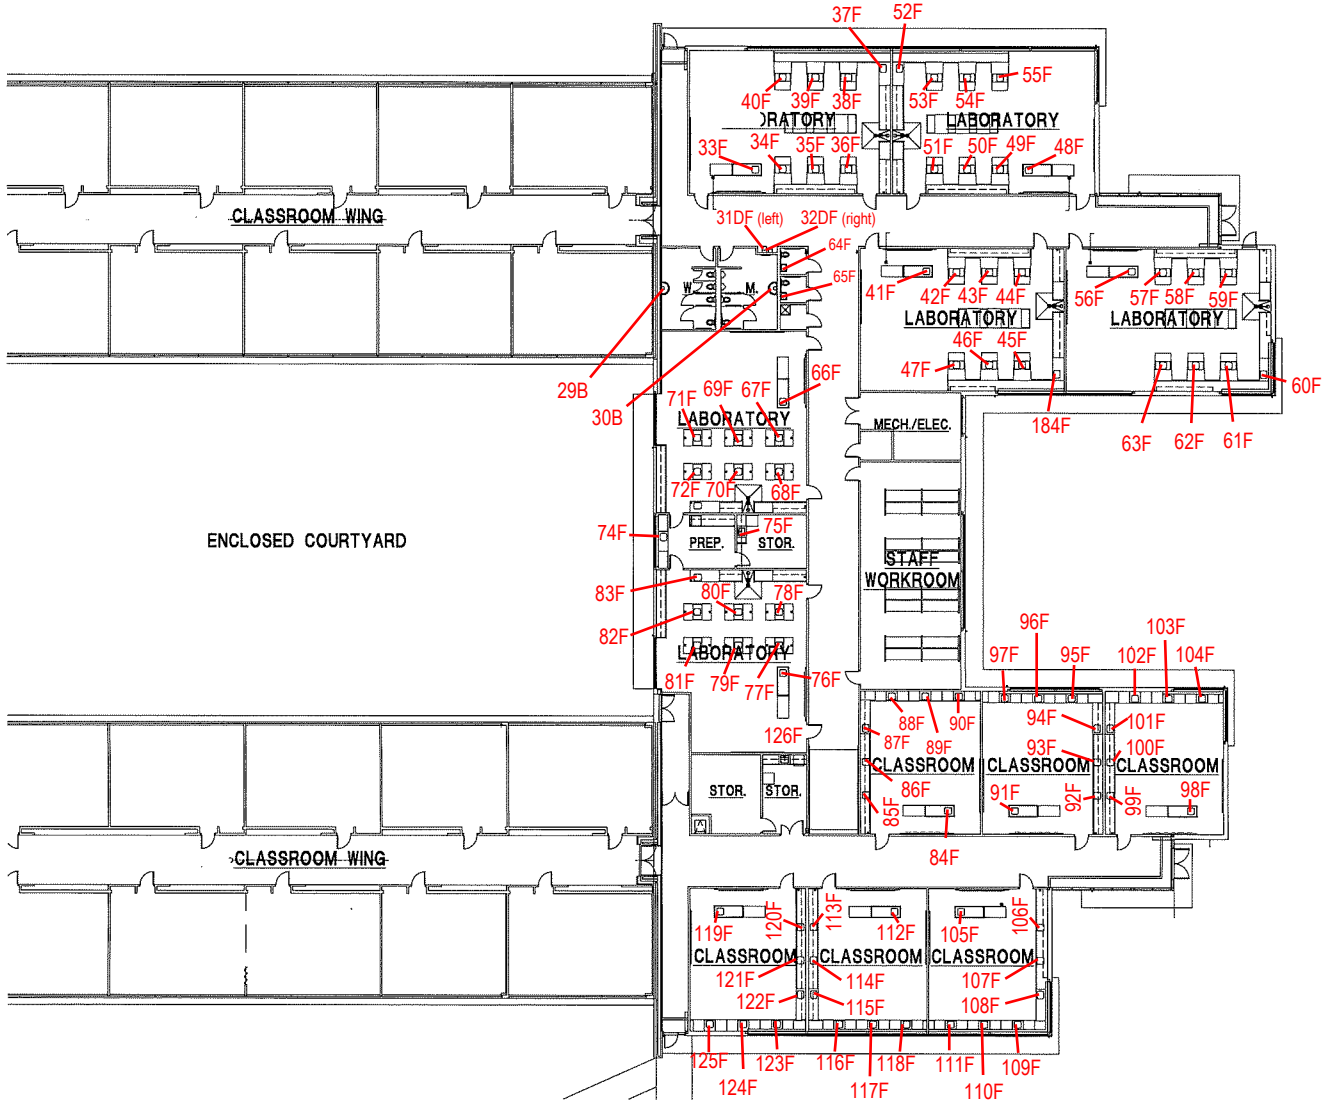 37F
52F
40F
39F
38F
53F
54F
55F
RATORY
LABORATORY
33F
34F
35F
36F
51F
50F
49F
48F
CLASSROOM WING
31DF (left)
32DF (right)
64F
65F
W.
M.
41F
42F
43F
44F
56F
57F
58F
59F
LABORATORY
LABORATORY
47F
46F
45F
29B
30B
66F
60F
71F
69F
67F
LABORATORY
MECH./ELEC.
184F
63F
62F
61F
72F
70F
68F
ENCLOSED COURTYARD
74F
PREP.
75F
STOR.
STAFF
WORKROOM
83F
80F
78F
82F
LABORATORY
81F
79F
77F
76F
126F
96F
103F
97F
95F
102F
104F
88F
89F
90F
94F
101F
87F
93F
100F
CLASSROOM
CLASSROOM
CLASSROOM
86F
85F
91F
92F
99F
98F
STOR.
STOR.
84F
CLASSROOM WING
119F
120F
113F
112F
105F
106F
CLASSROOM
CLASSROOM
CLASSROOM
121F
114F
107F
122F
115F
108F
125F
124F
123F
116F
117F
118F
111F
110F
109F